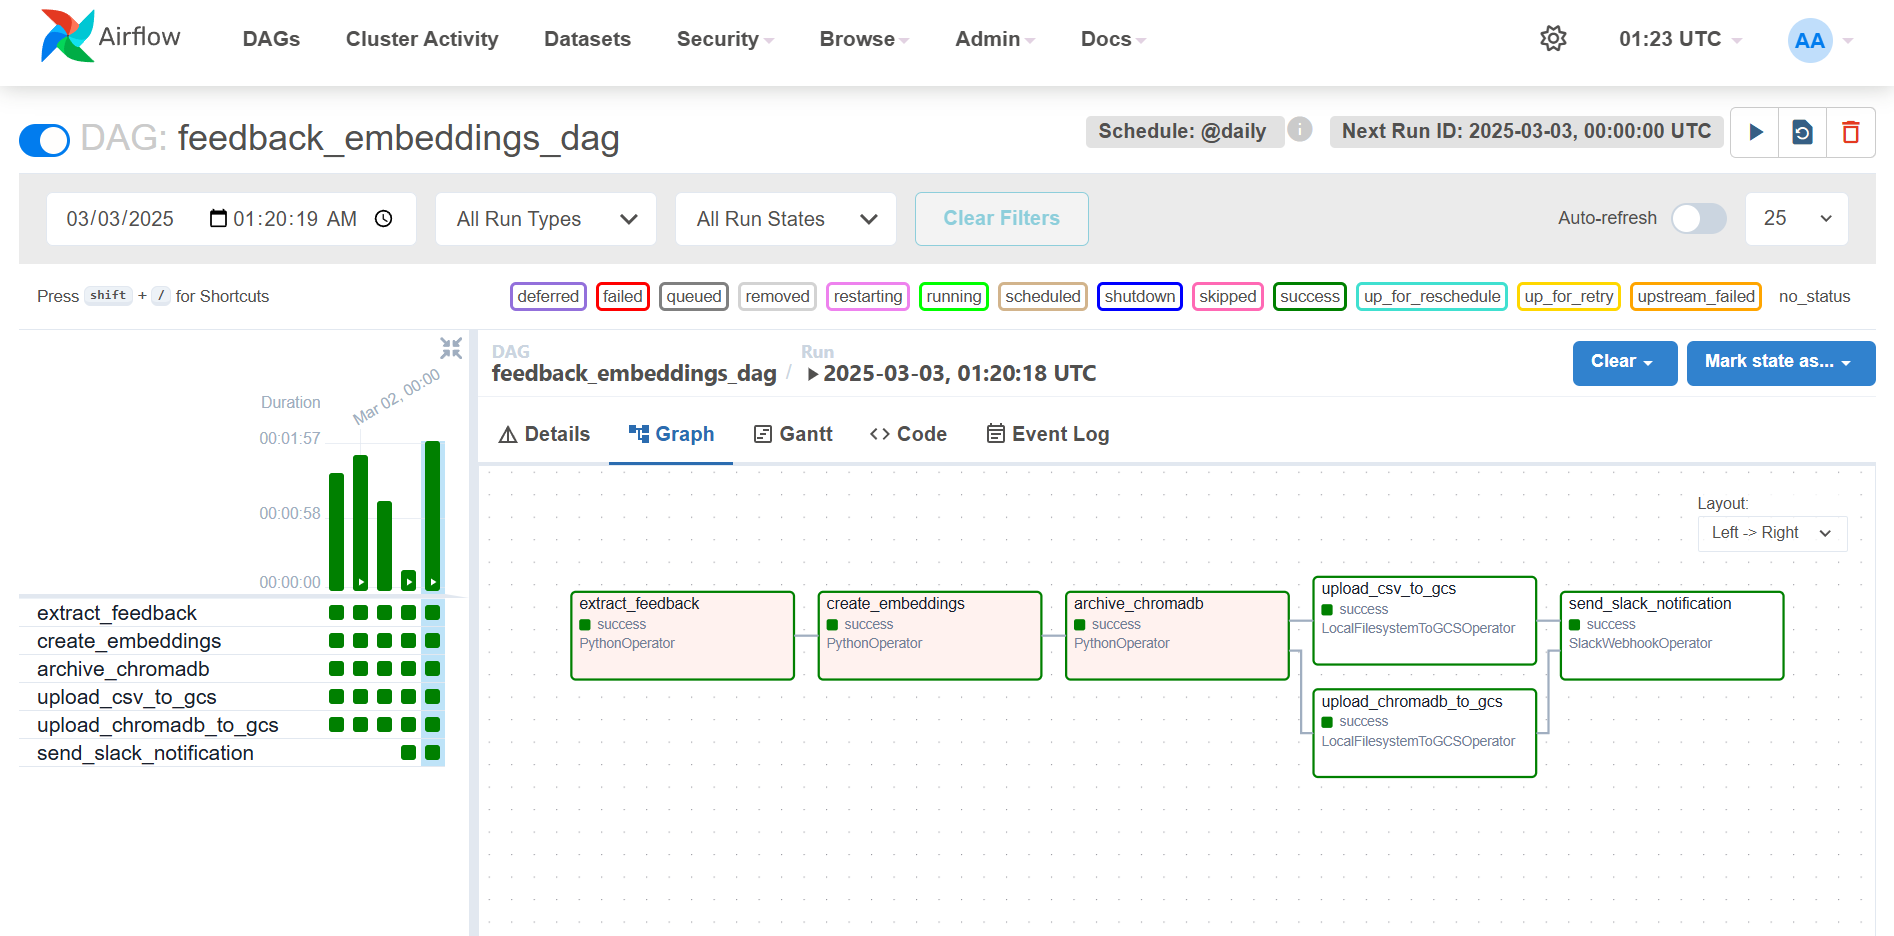 Airflow
DAGs
Cluster Activity
Datasets
Security
Browse
Admin
Docs
01:23 UTC
AA
DAG: feedback_embeddings_dag
Schedule: @daily
i
Next Run ID: 2025-03-03, 00:00:00 UTC
03/03/2025
01:20:19 AM
All Run Types
All Run States
Clear Filters
Auto-refresh
25
Press shift + / for Shortcuts
deferred
failed
queued
removed
restarting
running
scheduled
shutdown
skipped
success
up_for_reschedule
up_for_retry
upstream_failed
no_status
Duration
Mar 02, 00:00
00:01:57
00:00:58
00:00:00
extract_feedback
create_embeddings
archive_chromadb
upload_csv_to_gcs
upload_chromadb_to_gcs
send_slack_notification
DAG
feedback_embeddings_dag
/
Run
2025-03-03, 01:20:18 UTC
Clear
Mark state as...
Details
Graph
Gantt
Code
Event Log
Layout:
Left -> Right
extract_feedback
success
PythonOperator
create_embeddings
success
PythonOperator
archive_chromadb
success
PythonOperator
upload_csv_to_gcs
success
LocalFilesystemToGCSOperator
upload_chromadb_to_gcs
success
LocalFilesystemToGCSOperator
send_slack_notification
success
SlackWebhookOperator